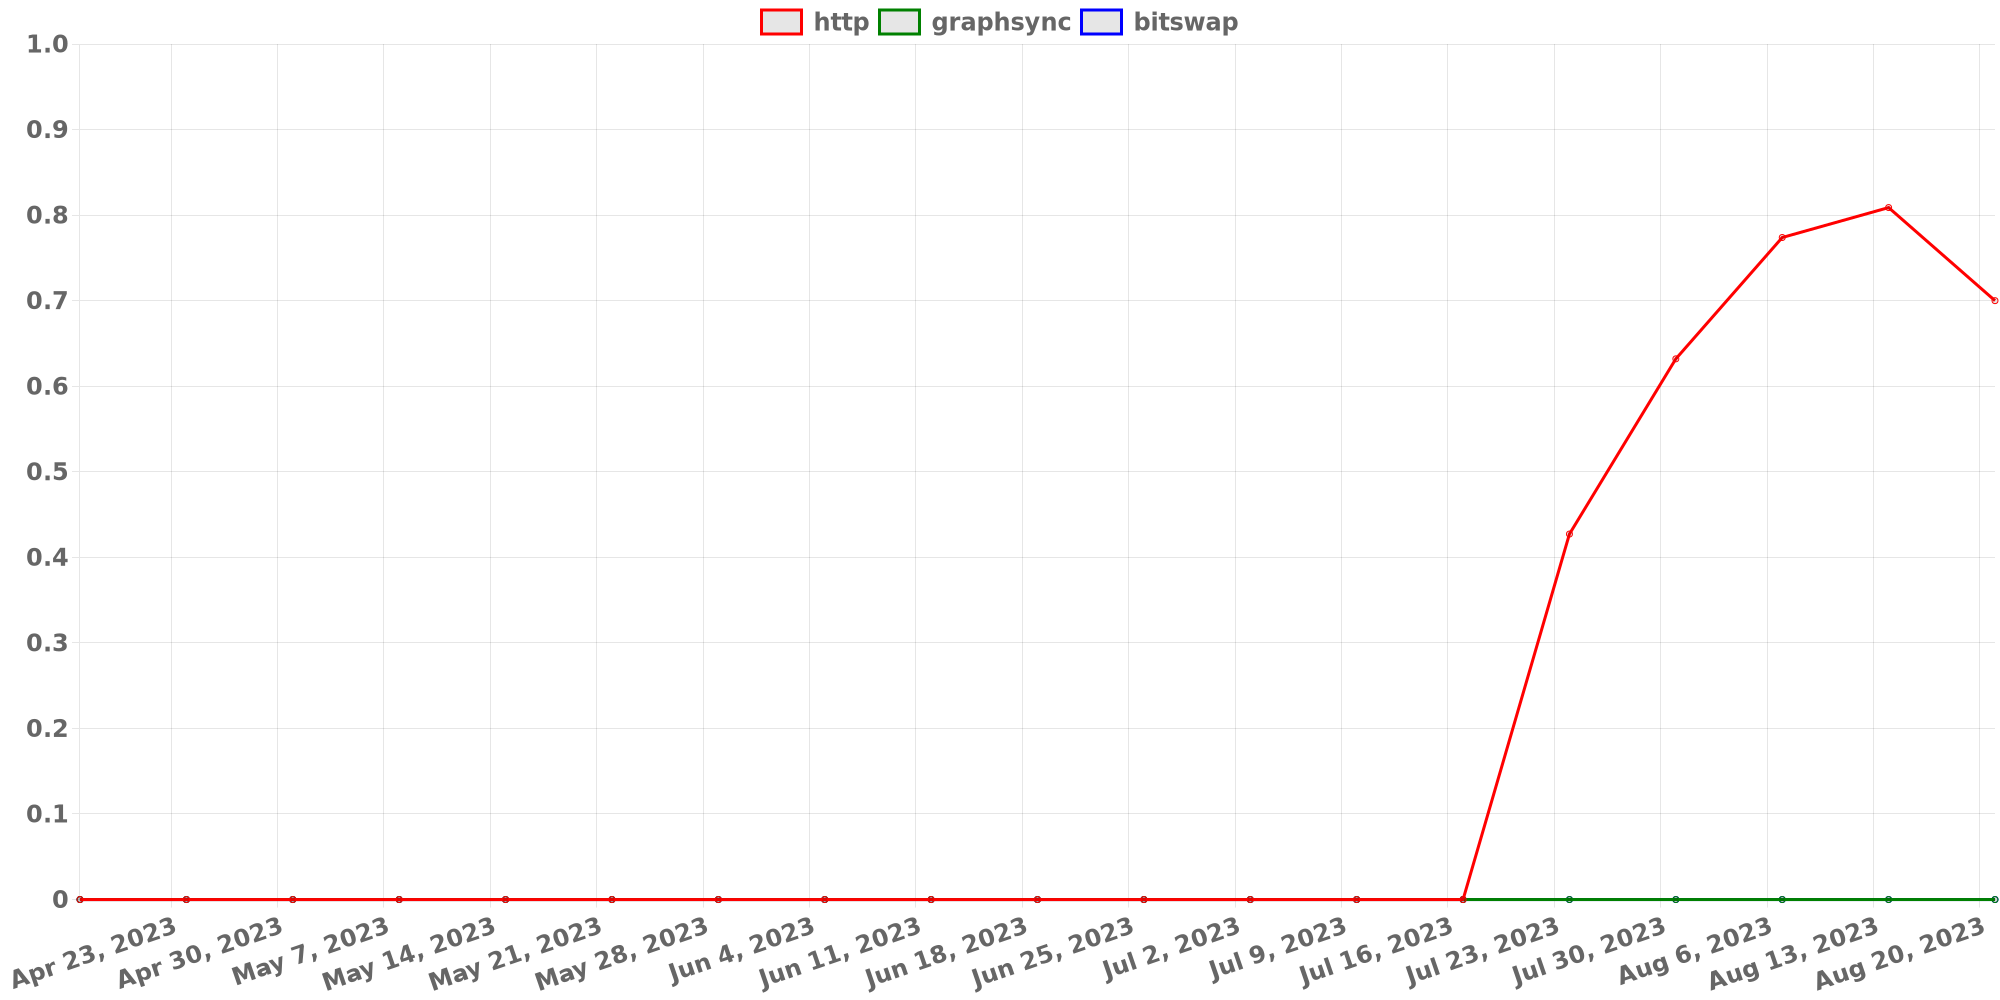 http graphsync bitswap
1.0
0.9
0.8
0.7
0.6
0.5
0.4
0.3
0.2
0.1
0
Apr 23, 2023
Apr 30, 2023
May 7, 2023
May 14, 2023
May 21, 2023
May 28, 2023
Jun 4, 2023
Jun 11, 2023
Jun 18, 2023
Jun 25, 2023
Jul 2, 2023
Jul 9, 2023
Jul 16, 2023
Jul 23, 2023
Jul 30, 2023
Aug 6, 2023
Aug 13, 2023
Aug 20, 2023